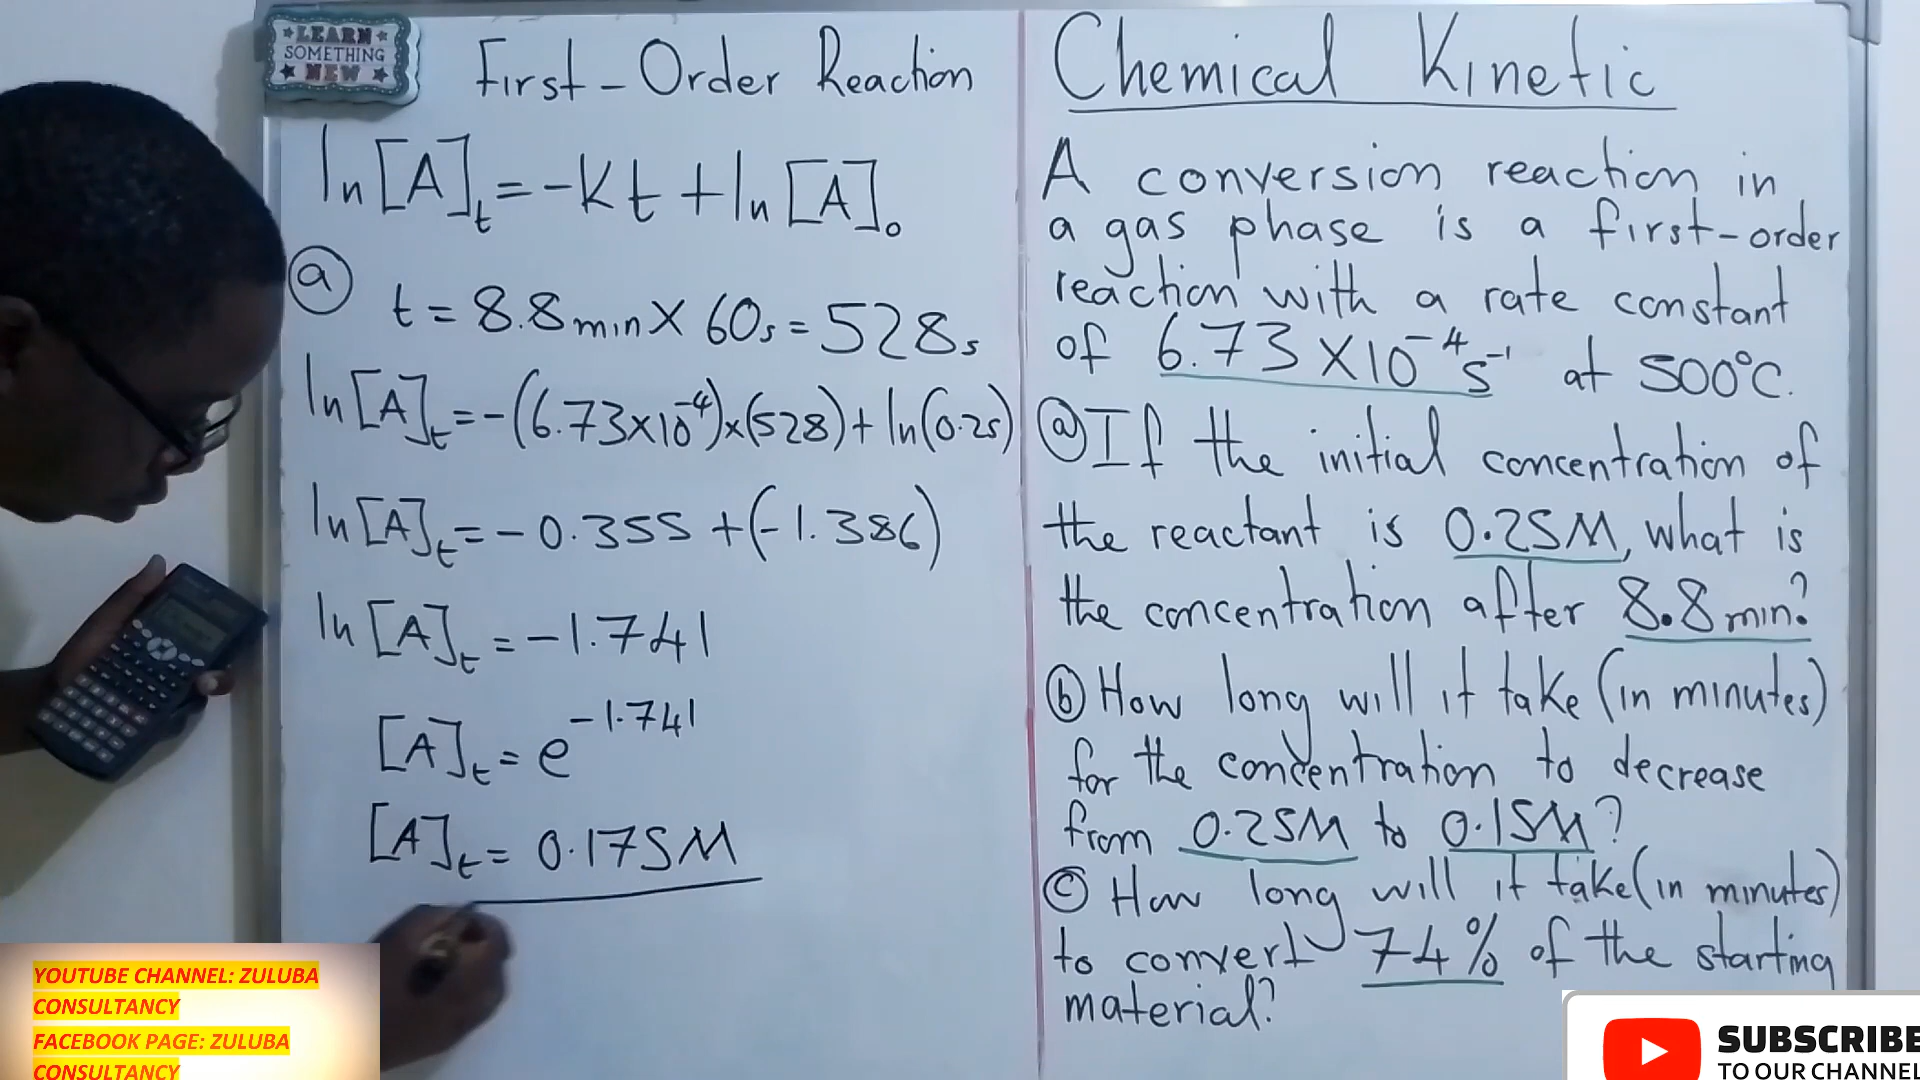 LEARN
SOMETHING
NEW
First-Order Reaction
ln[A]t = -Kt + ln[A]₀
ⓐ
t = 8.8min X 60s = 528s
ln[A]t = -(6.73x10⁻⁴)x(528)+ ln(0.25)
ln[A]t = -0.355 + (-1.386)
ln[A]t = -1.741
[A]t = e^-1.741
[A]t = 0.175M
Chemical Kinetic
A conversion reaction in
a gas phase is a first-order
reaction with a rate constant
of 6.73 X10⁻⁴s⁻¹ at 500°C.
ⓐ If the initial concentration of
the reactant is 0.25M, what is
the concentration after 8.8min?
ⓑ How long will it take (in minutes)
for the concentration to decrease
from 0.25M to 0.15M?
ⓒ How long will it take (in minutes)
to convert 74% of the starting
material?
YOUTUBE CHANNEL: ZULUBA
CONSULTANCY
FACEBOOK PAGE: ZULUBA
CONSULTANCY
SUBSCRIBE
TO OUR CHANNEL